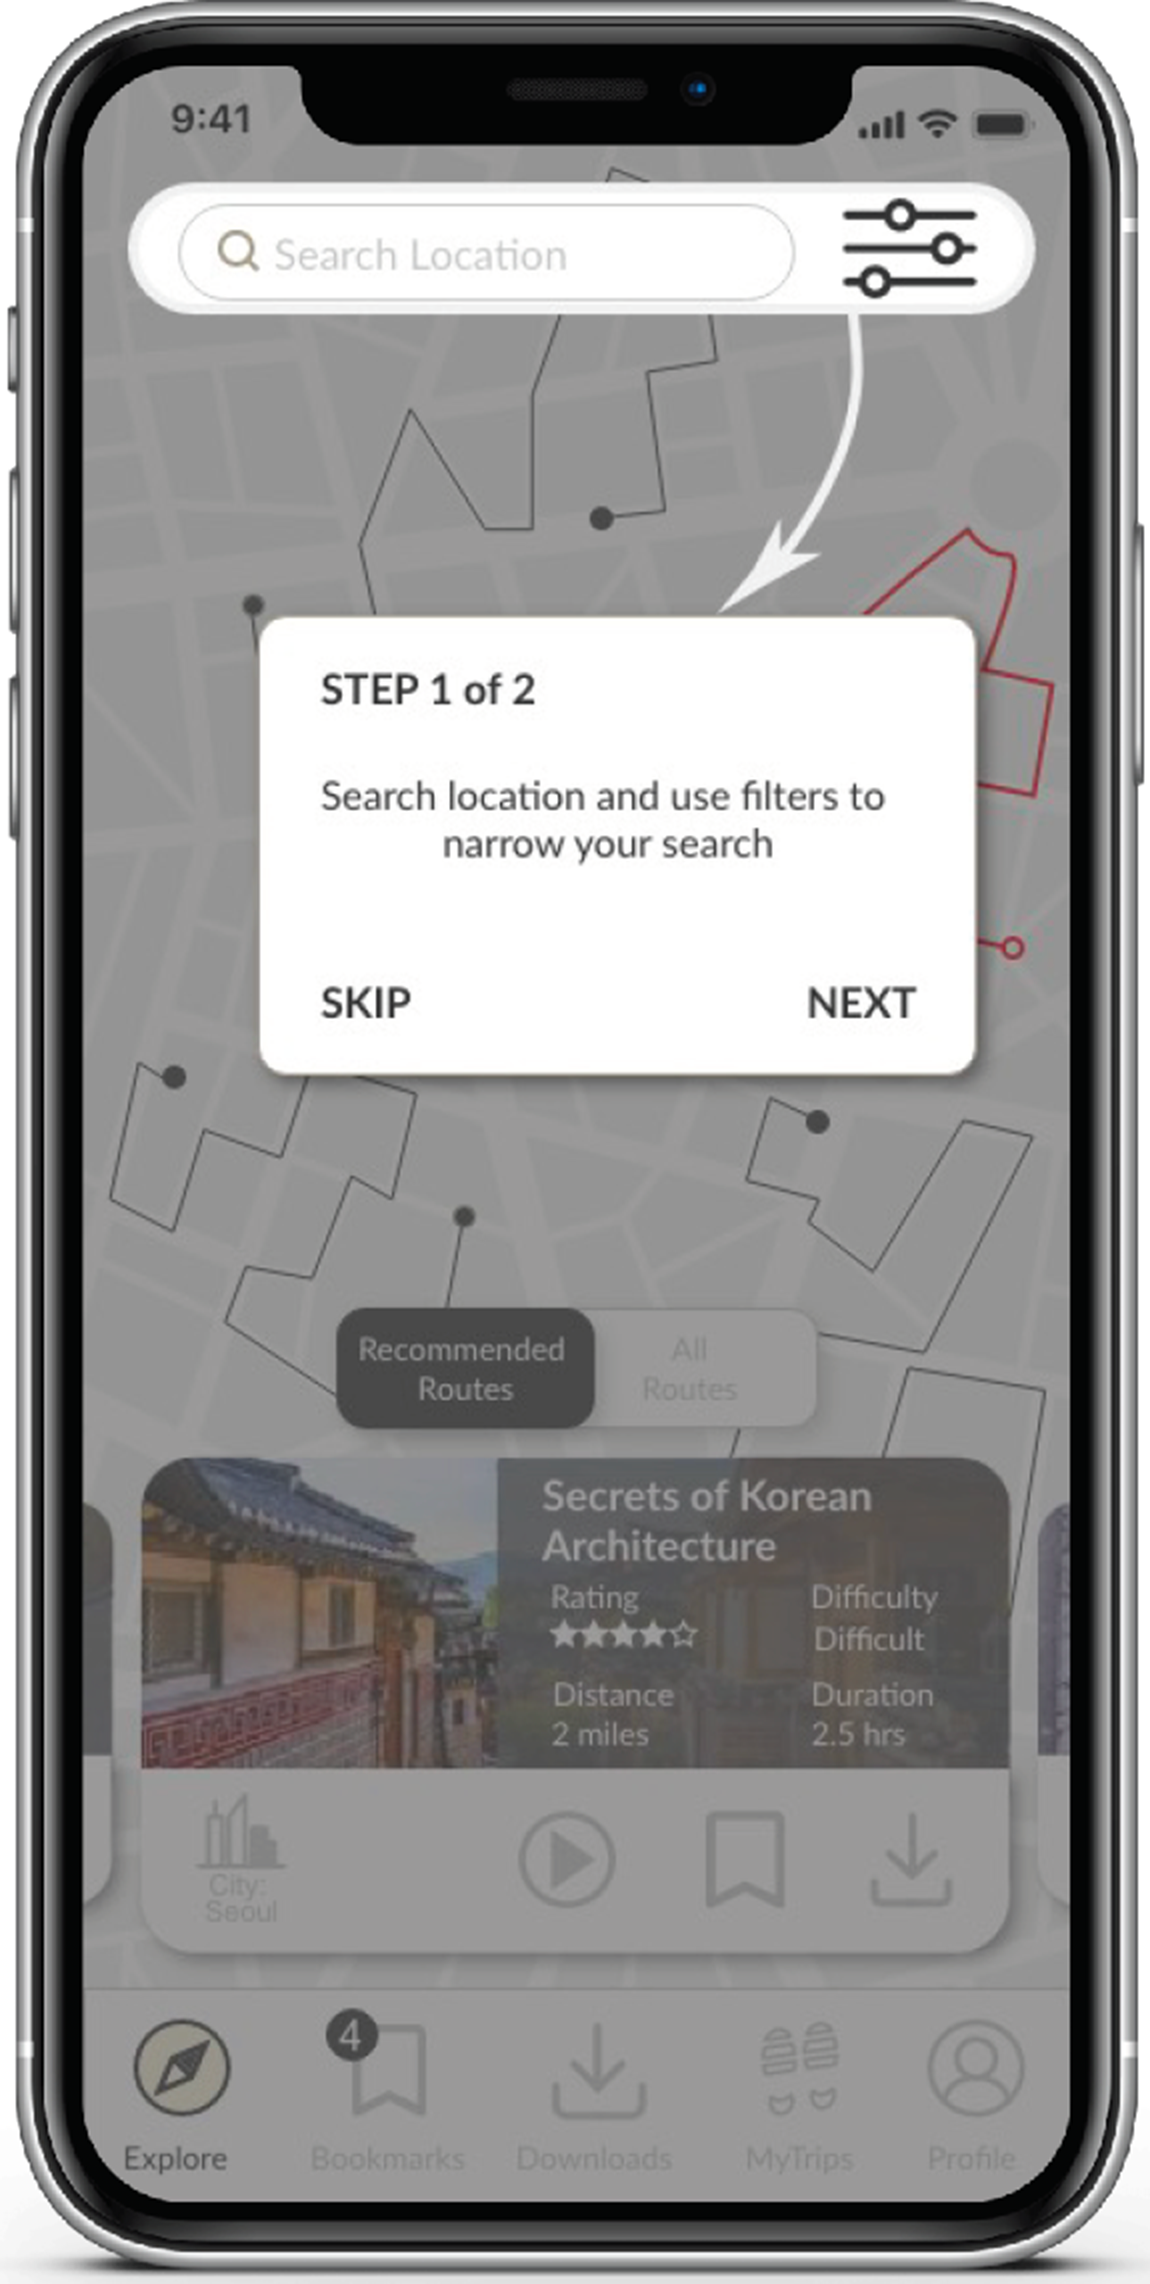 9:41
Search Location
STEP 1 of 2
Search location and use filters to
narrow your search
SKIP
NEXT
Recommended
Routes
All
Routes
Secrets of Korean
Architecture
Rating
Difficulty
Difficult
Distance
2 miles
Duration
2.5 hrs
City:
Seoul
4
Explore
Bookmarks
Downloads
MyTrips
Profile